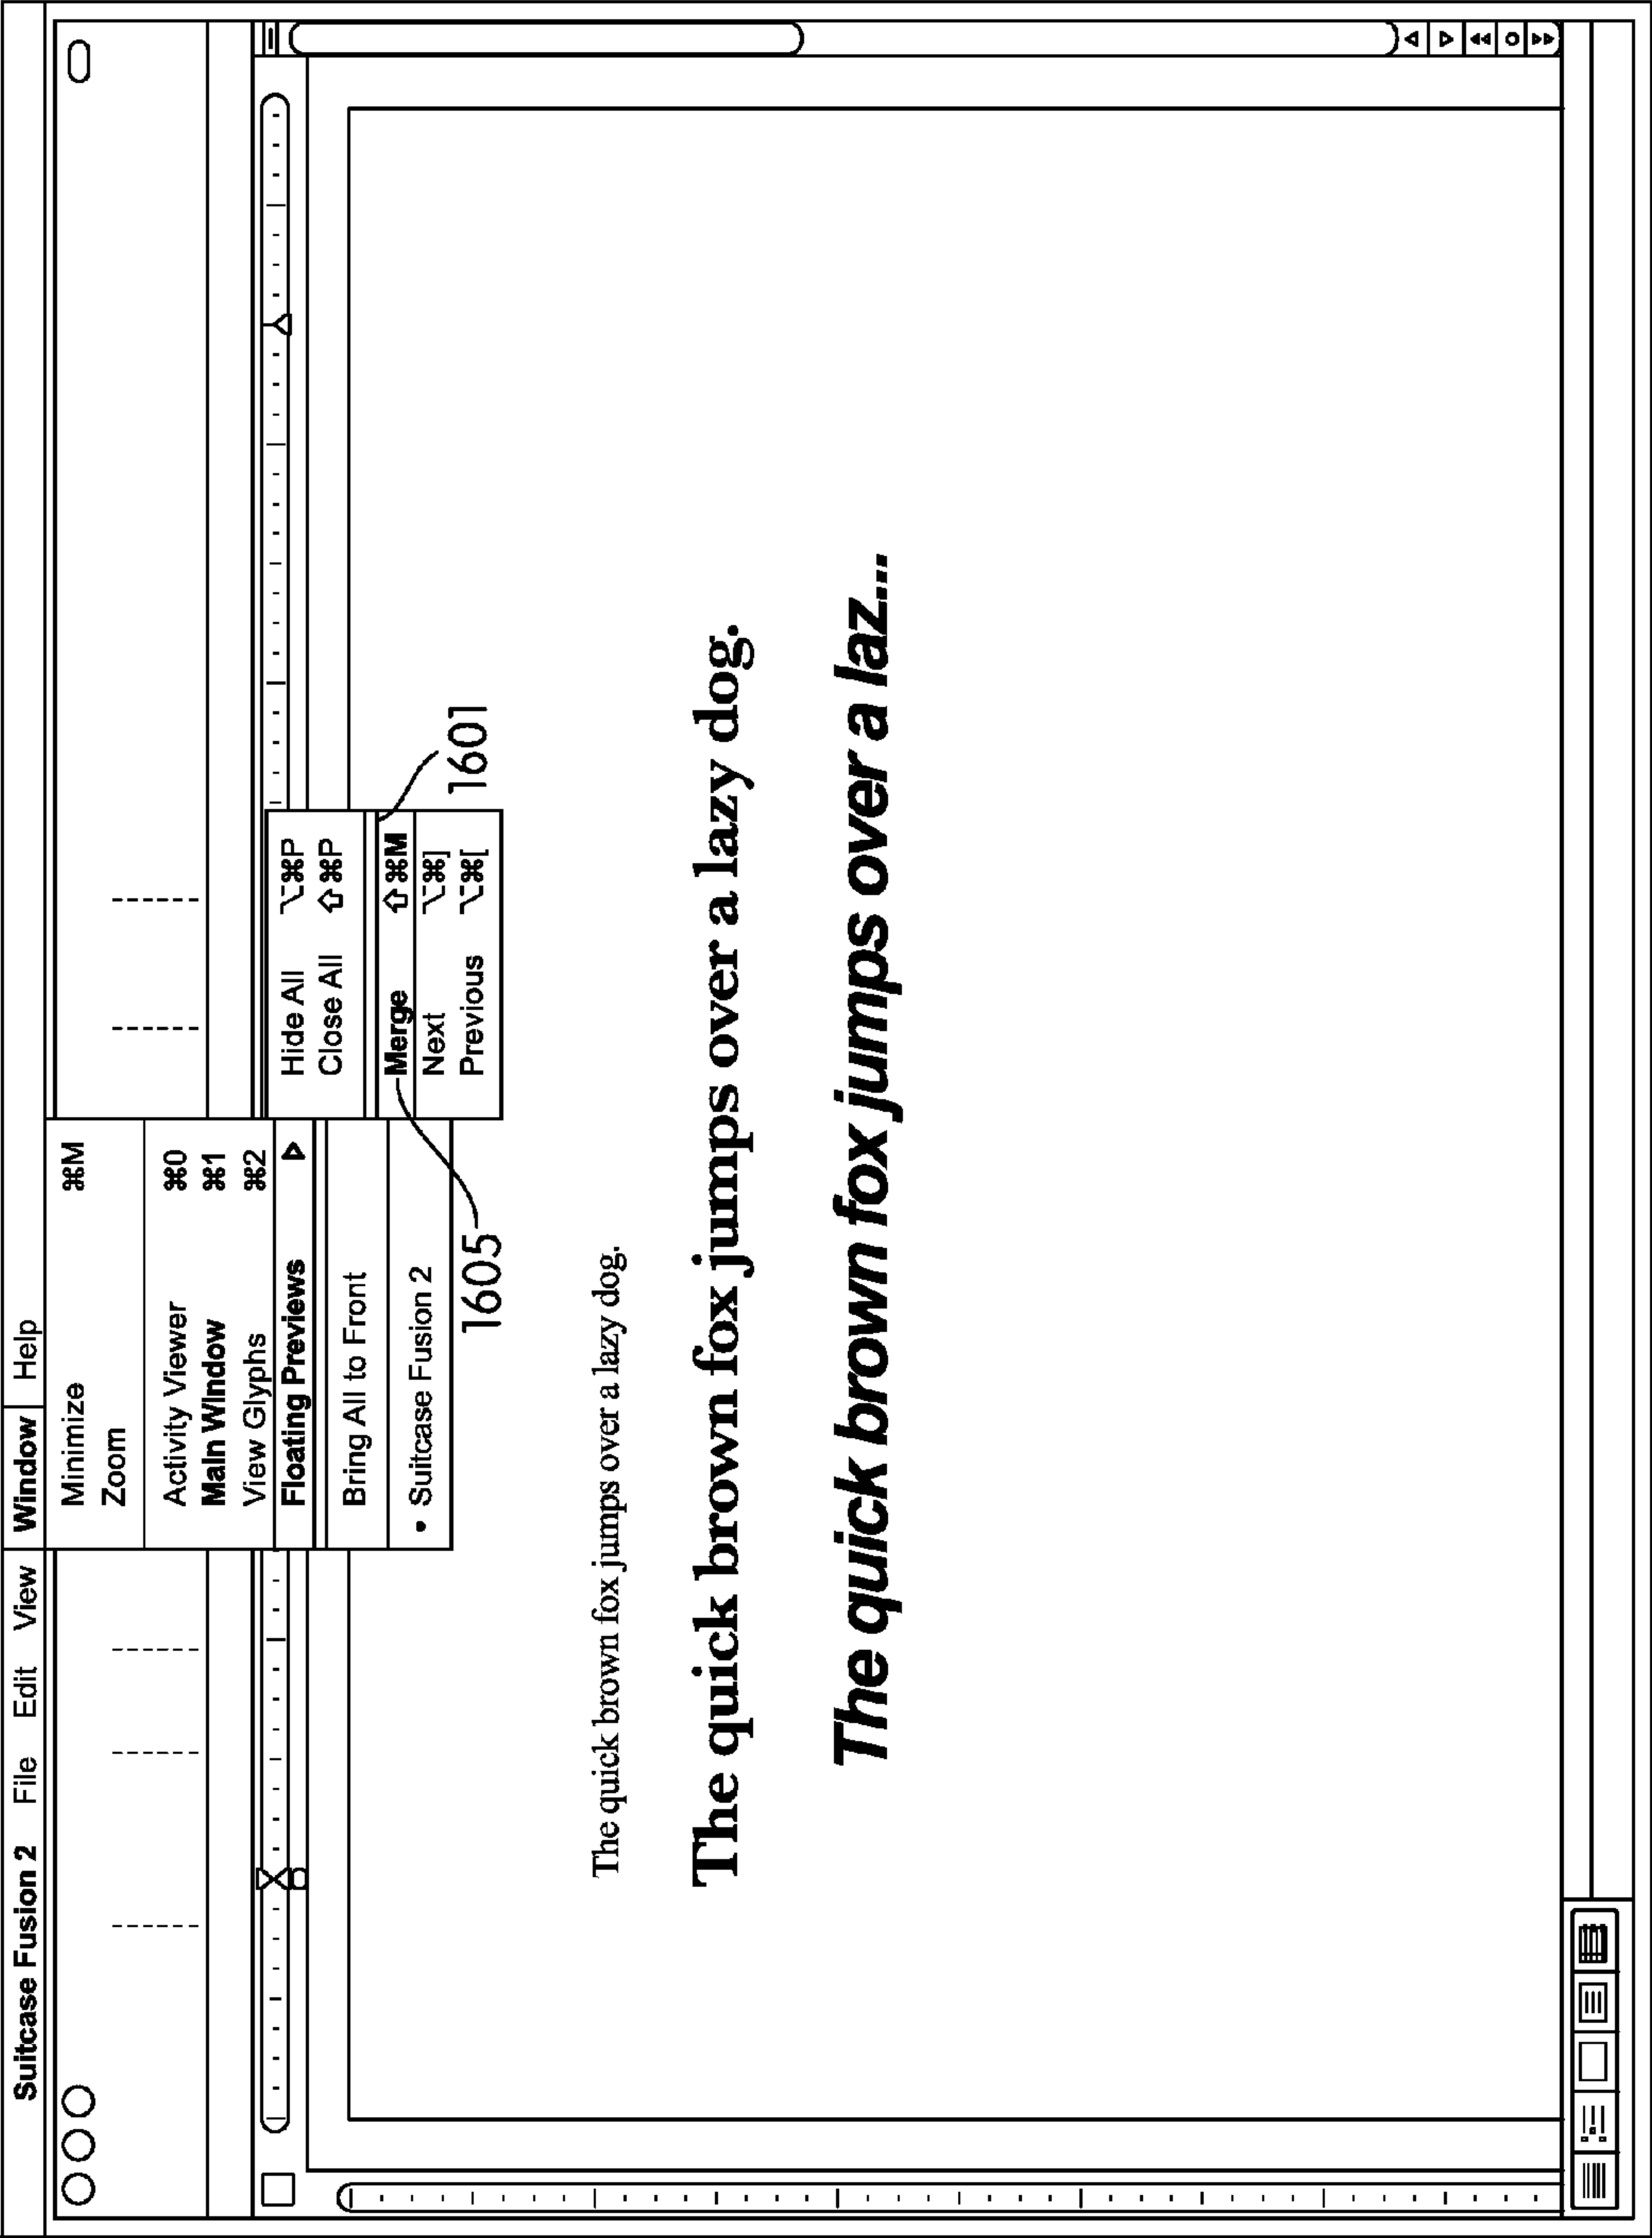 Suitcase Fusion 2 File Edit View Window Help
Minimize ⌘M
Zoom
Activity Viewer ⌘0
Main Window ⌘1
View Glyphs ⌘2
Floating Previews ▷
Bring All to Front
• Suitcase Fusion 2
Hide All ⌥⌘P
Close All ⇧⌘P
Merge ⇧⌘M
Next ⌥⌘]
Previous ⌥⌘[
1601
1605
The quick brown fox jumps over a lazy dog.
The quick brown fox jumps over a lazy dog.
The quick brown fox jumps over a laz...